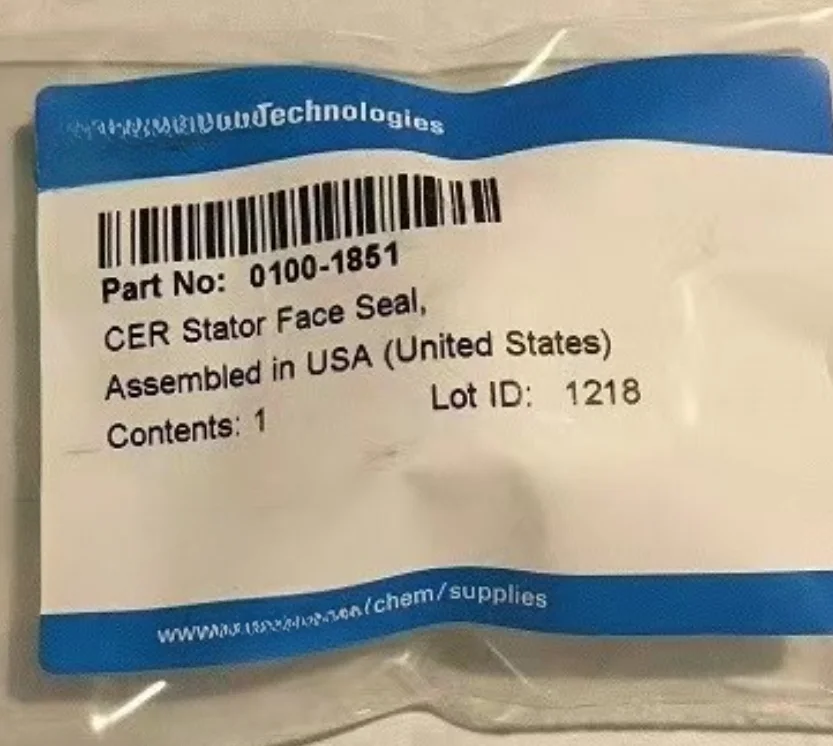 Technologies
Part No: 0100-1851
CER Stator Face Seal,
Assembled in USA (United States)
Contents: 1
Lot ID: 1218
/chem/supplies